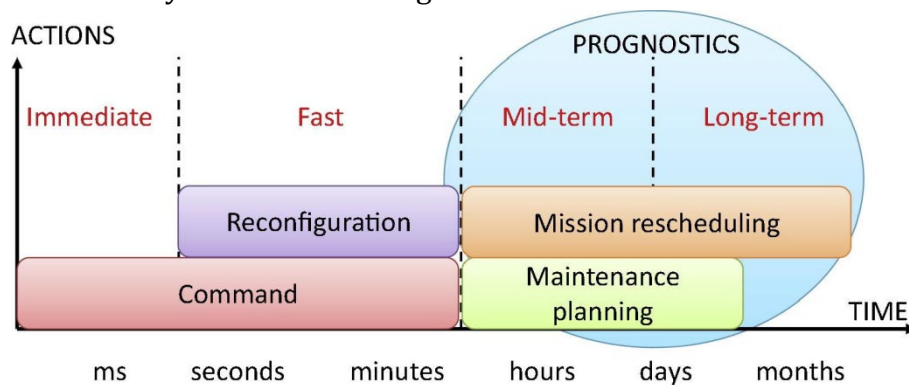 ACTIONS
PROGNOSTICS
Immediate Fast Mid-term Long-term
Reconfiguration Mission rescheduling
Command Maintenance
planning
TIME
ms seconds minutes hours days months